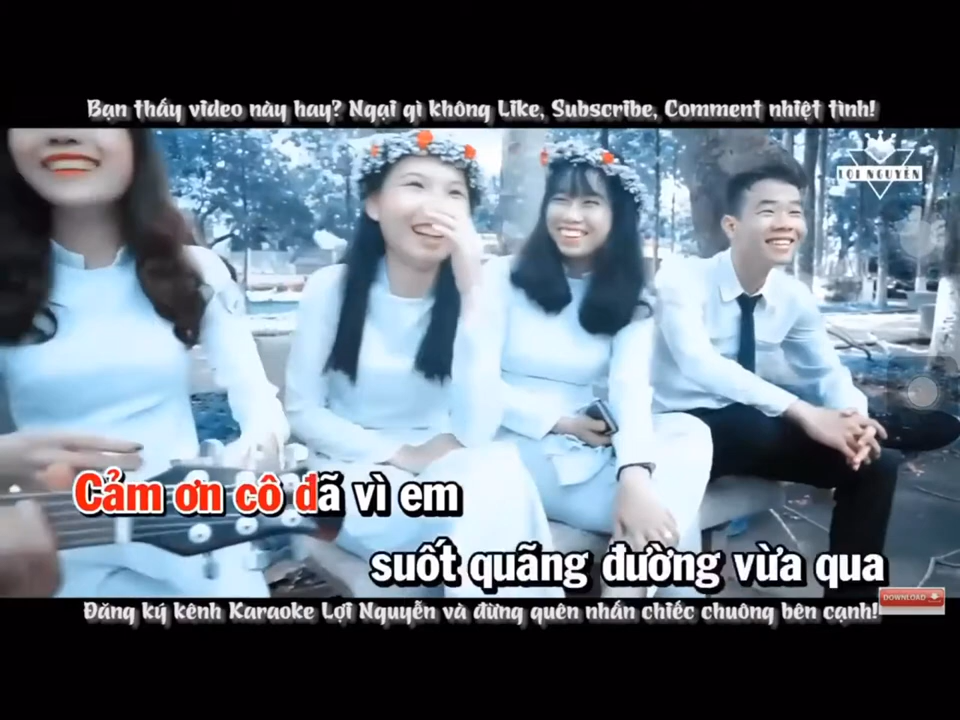 Bạn thấy video này hay? Ngại gì không Like, Subscribe, Comment nhiệt tình!
LỢI NGUYỄN
Cảm ơn cô đã vì em
suốt quãng đường vừa qua
DOWNLOAD
Đăng ký kênh Karaoke Lợi Nguyễn và đừng quên nhấn chiếc chuông bên cạnh!